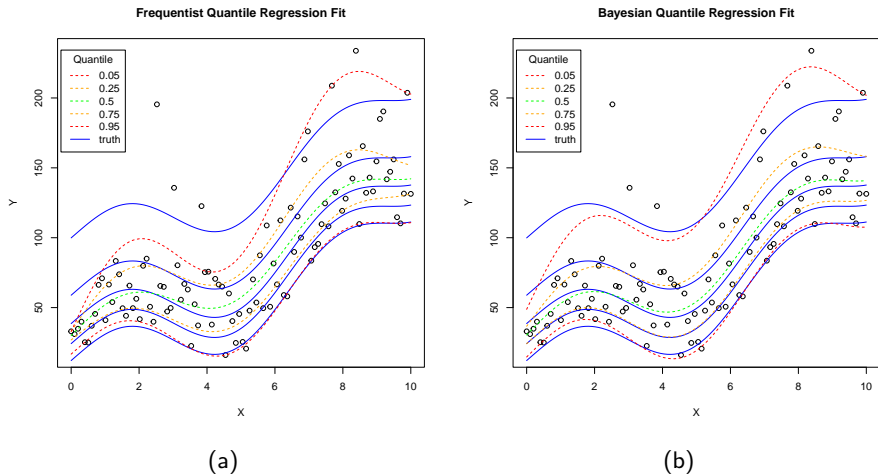 Frequentist Quantile Regression Fit
Quantile
0.05
0.25
0.5
0.75
0.95
truth
Y
50
100
150
200
0
2
4
6
8
10
X
(a)
Bayesian Quantile Regression Fit
Quantile
0.05
0.25
0.5
0.75
0.95
truth
Y
50
100
150
200
0
2
4
6
8
10
X
(b)